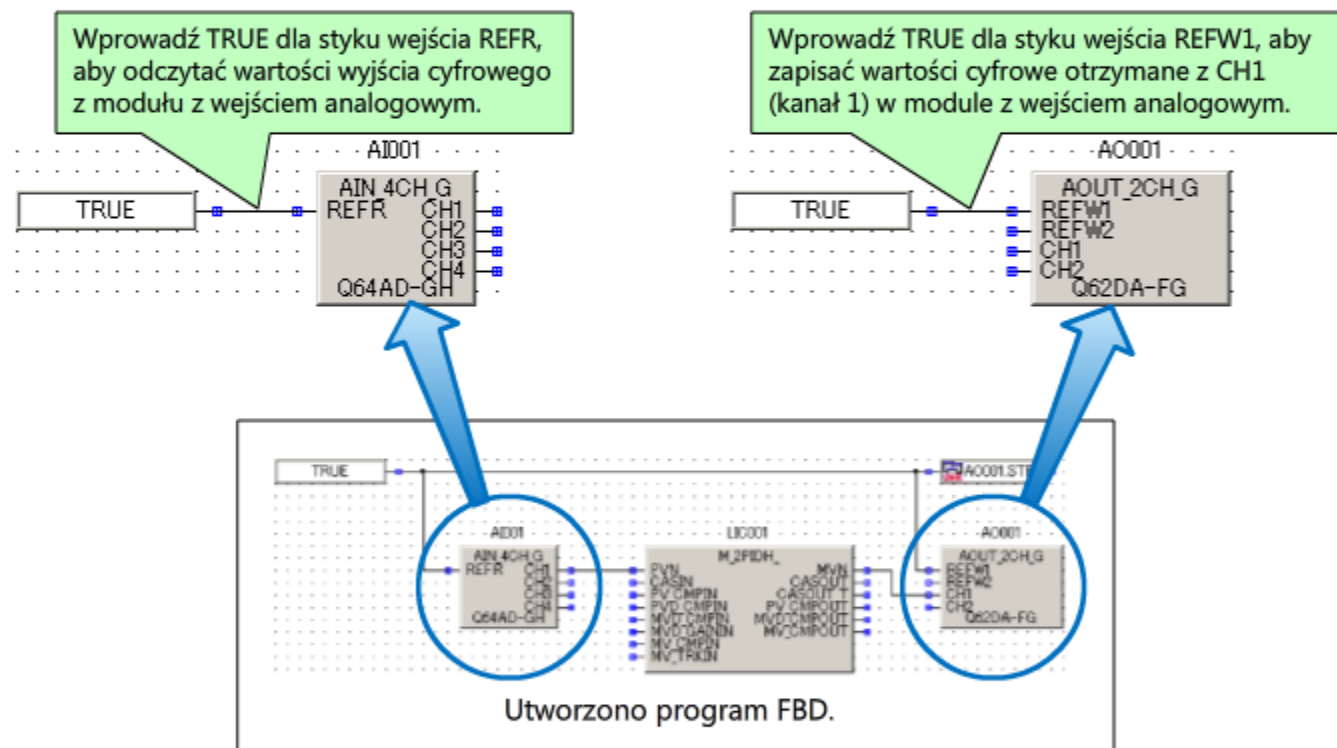 Wprowadź TRUE dla styku wejścia REFR,
aby odczytać wartości wyjścia cyfrowego
z modułu z wejściem analogowym.
Wprowadź TRUE dla styku wejścia REFW1, aby
zapisać wartości cyfrowe otrzymane z CH1
(kanał 1) w module z wejściem analogowym.
AI001
TRUE
AIN_4CH_G
REFR CH1
CH2
CH3
CH4
Q64AD-GH
AO001
TRUE
AOUT_2CH_G
REFW1
REFW2
CH1
CH2
Q62DA-FG
TRUE
AO001.STP
AI001
AIN_4CH_G
REFR CH1
CH2
CH3
CH4
Q64AD-GH
LIC001
M_2PIDH_
PVN MVN
CASIN CASOUT
PV_CMPIN CASOUT_T
PVD_CMPIN PV_CMPOUT
MVD_CMPIN MVD_CMPOUT
MVD_GAININ MV_CMPOUT
MV_CMPIN
MV_TRKIN
AO001
AOUT_2CH_G
REFW1
REFW2
CH1
CH2
Q62DA-FG
Utworzono program FBD.